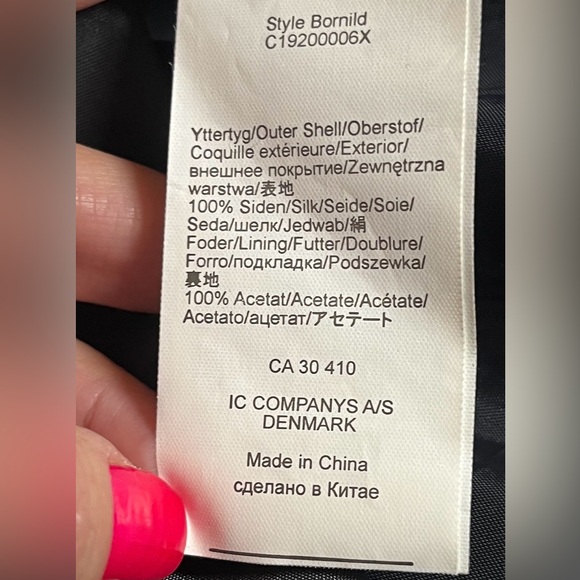 Style Bornild
C19200006X
Yttertyg/Outer Shell/Oberstof/
Coquille extérieure/Exterior/
внешнее покрытие/Zewnętrzna
warstwa/表地
100% Siden/Silk/Seide/Soie/
Seda/шелк/Jedwab/絹
Foder/Lining/Futter/Doublure/
Forro/подкладка/Podszewka/
裏地
100% Acetat/Acetate/Acétate/
Acetato/ацетат/アセテート
CA 30 410
IC COMPANYS A/S
DENMARK
Made in China
сделано в Китае